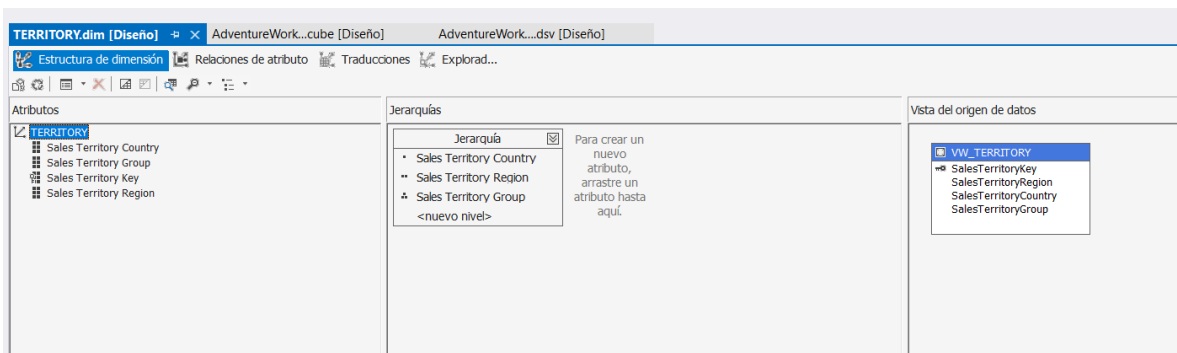 TERRITORY.dim [Diseño] AdventureWork...cube [Diseño] AdventureWork....dsv [Diseño]
Estructura de dimensión Relaciones de atributo Traducciones Explorad...
Atributos
TERRITORY
Sales Territory Country
Sales Territory Group
Sales Territory Key
Sales Territory Region
Jerarquías
Jerarquía
Sales Territory Country
Sales Territory Region
Sales Territory Group
<nuevo nivel>
Para crear un
nuevo
atributo,
arrastre un
atributo hasta
aquí.
Vista del origen de datos
VW_TERRITORY
SalesTerritoryKey
SalesTerritoryRegion
SalesTerritoryCountry
SalesTerritoryGroup